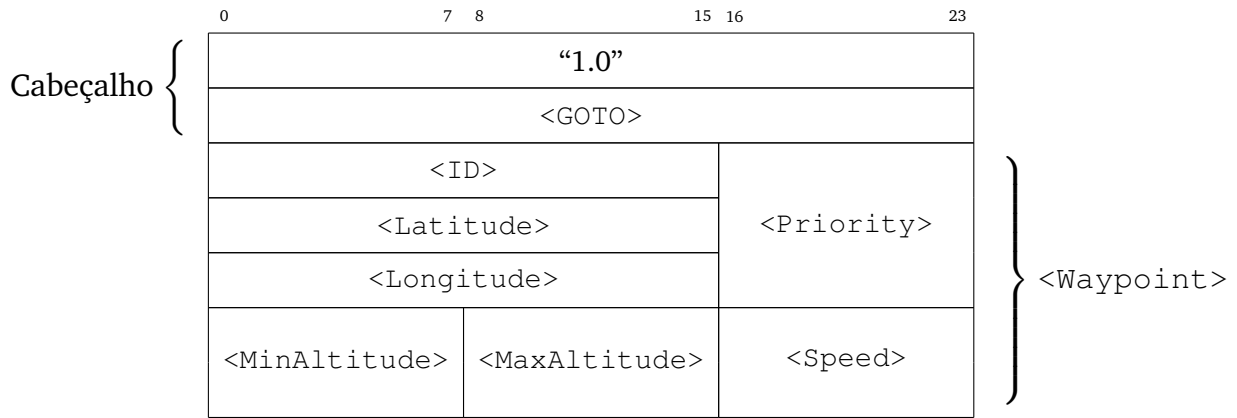 0 7 8 15 16 23
Cabeçalho
“1.0”
<GOTO>
<ID>
<Latitude>
<Priority>
<Longitude>
<Waypoint>
<MinAltitude> <MaxAltitude> <Speed>